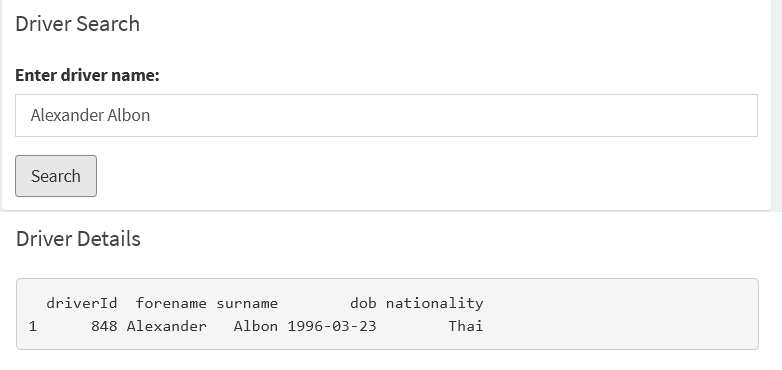 Driver Search
Enter driver name:
Alexander Albon
Search
Driver Details
driverId forename surname dob nationality
1 848 Alexander Albon 1996-03-23 Thai